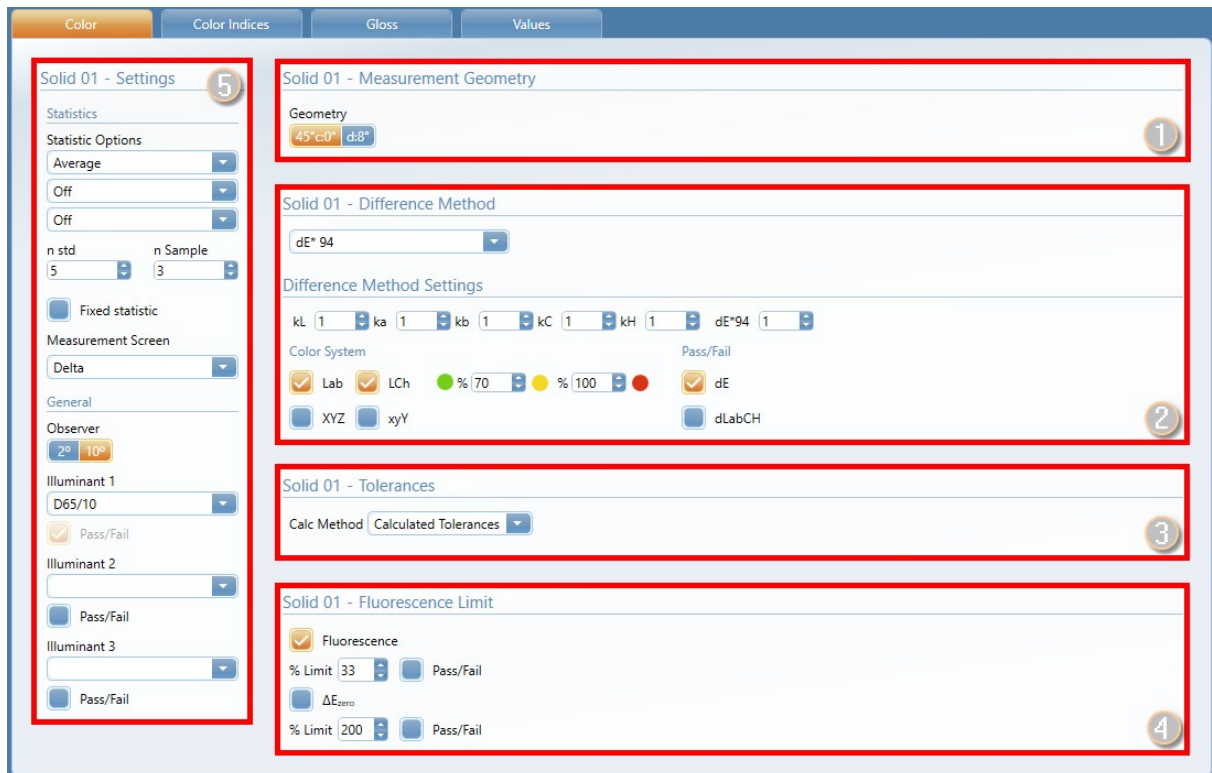 Color Color Indices Gloss Values
Solid 01 - Settings 5
Statistics
Statistic Options
Average
Off
Off
n std n Sample
5 3
Fixed statistic
Measurement Screen
Delta
General
Observer
2° 10°
Illuminant 1
D65/10
Pass/Fail
Illuminant 2
Pass/Fail
Illuminant 3
Pass/Fail
Solid 01 - Measurement Geometry
Geometry
45°c:0° d:8°
1
Solid 01 - Difference Method
dE* 94
Difference Method Settings
kL 1 ka 1 kb 1 kC 1 kH 1 dE*94 1
Color System Pass/Fail
Lab LCh % 70 % 100 dE
XYZ xyY dLabCH
2
Solid 01 - Tolerances
Calc Method Calculated Tolerances
3
Solid 01 - Fluorescence Limit
Fluorescence
% Limit 33 Pass/Fail
ΔEzero
% Limit 200 Pass/Fail
4